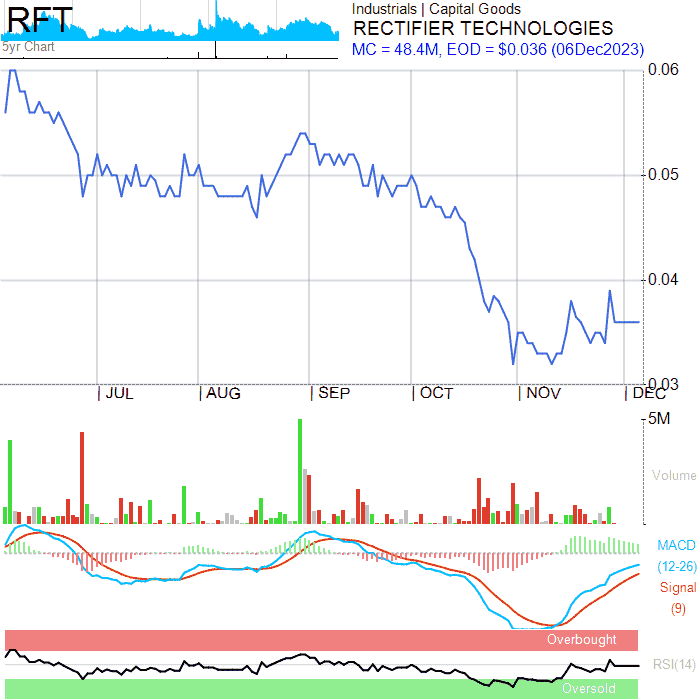 RFT
5yr Chart
Industrials | Capital Goods
RECTIFIER TECHNOLOGIES
MC = 48.4M, EOD = $0.036 (06Dec2023)
0.06
0.05
0.04
0.03
JUL
AUG
SEP
OCT
NOV
DEC
5M
Volume
MACD
(12-26)
Signal
(9)
Overbought
RSI(14)
Oversold